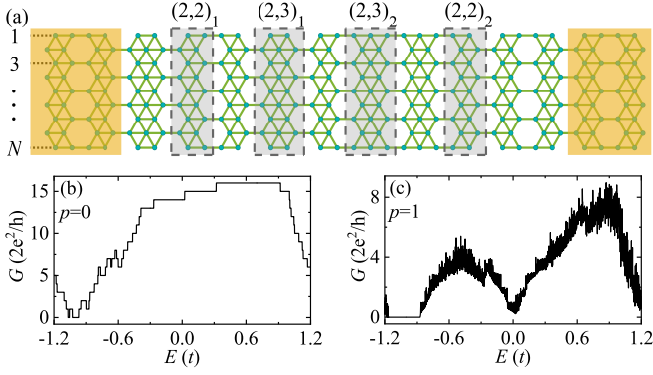 (a)
(2,2)₁ (2,3)₁ (2,3)₂ (2,2)₂
1
3
N
(b)
p=0
G (2e²/h)
15
10
5
0
-1.2 -0.6 0.0 0.6 1.2
E (t)
(c)
p=1
G (2e²/h)
8
4
0
-1.2 -0.6 0.0 0.6 1.2
E (t)